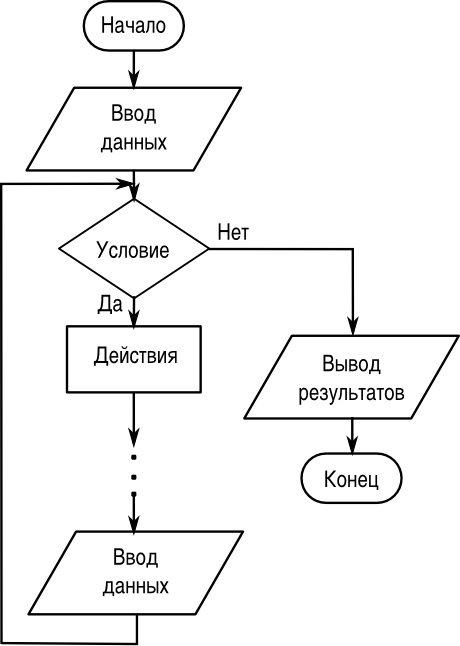 Начало
Ввод
данных
Условие
Нет
Да
Действия
Вывод
результатов
Конец
Ввод
данных